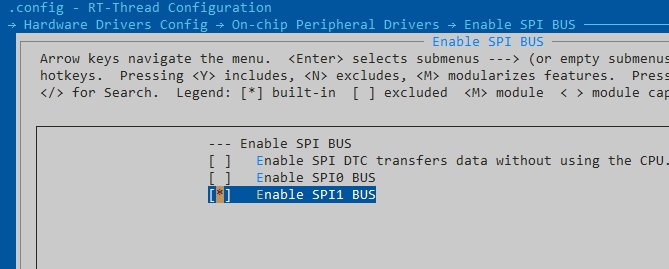 .config - RT-Thread Configuration
→ Hardware Drivers Config → On-chip Peripheral Drivers → Enable SPI BUS
Enable SPI BUS
Arrow keys navigate the menu.  <Enter> selects submenus ---> (or empty submenus
hotkeys.  Pressing <Y> includes, <N> excludes, <M> modularizes features.  Press
</> for Search.  Legend: [*] built-in  [ ] excluded  <M> module  < > module cap
--- Enable SPI BUS
[ ]   Enable SPI DTC transfers data without using the CPU.
[ ]   Enable SPI0 BUS
[*]   Enable SPI1 BUS